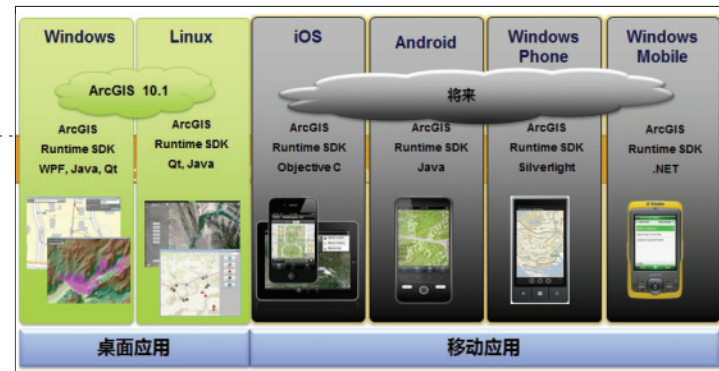 Windows
Linux
iOS
Android
Windows
Phone
Windows
Mobile
ArcGIS 10.1
将来
ArcGIS
Runtime SDK
WPF, Java, Qt
ArcGIS
Runtime SDK
Qt, Java
ArcGIS
Runtime SDK
Objective C
ArcGIS
Runtime SDK
Java
ArcGIS
Runtime SDK
Silverlight
ArcGIS
Runtime SDK
.NET
桌面应用
移动应用